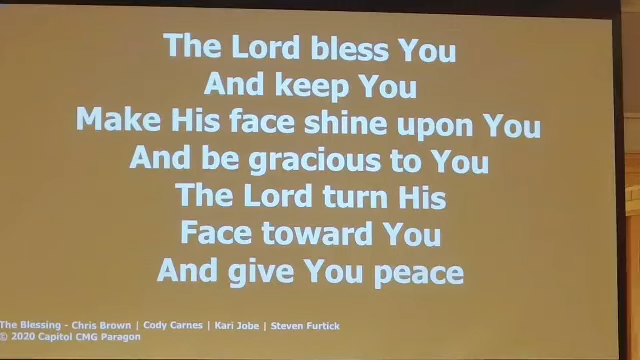 The Lord bless You
And keep You
Make His face shine upon You
And be gracious to You
The Lord turn His
Face toward You
And give You peace
The Blessing - Chris Brown | Cody Carnes | Kari Jobe | Steven Furtick
© 2020 Capitol CMG Paragon